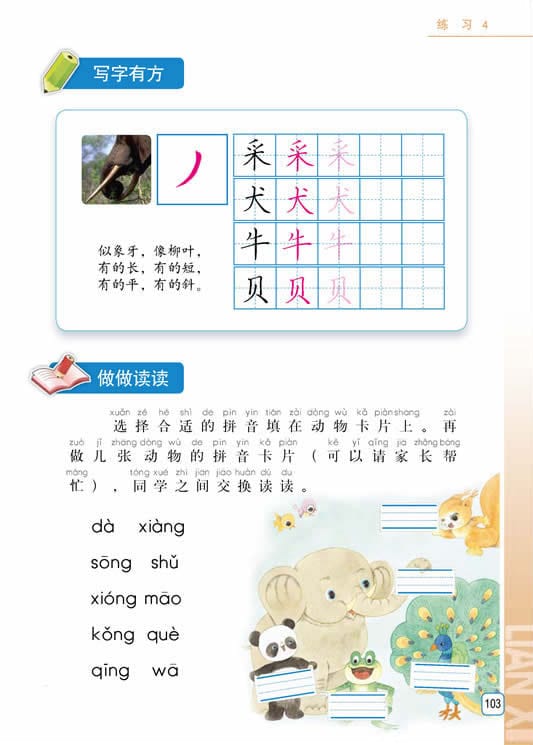 练 习 4
写字有方
丿
采 采 采
犬 犬 犬
牛 牛 牛
贝 贝 贝
似象牙，像柳叶，
有的长，有的短，
有的平，有的斜。
做做读读
xuǎn zé hé shì de pīn yīn tián zài dòng wù kǎ piàn shang zài
选择合适的拼音填在动物卡片上。再
zuò jǐ zhāng dòng wù de pīn yīn kǎ piàn kě yǐ qǐng jiā zhǎng bāng
做几张动物的拼音卡片（可以请家长帮
máng tóng xué zhī jiān jiāo huàn dú du
忙），同学之间交换读读。
dà xiàng
sōng shǔ
xióng māo
kǒng què
qīng wā
103
LIAN XI